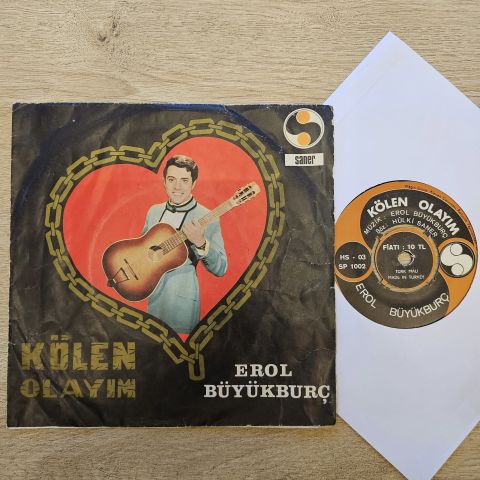 saner
KÖLEN
OLAYIM
EROL
BÜYÜKBURÇ
KÖLEN OLAYIM
MÜZİK : EROL BÜYÜKBURÇ
Söz : HULKİ SANER
FİATI : 10 TL
HS - 03
SP 1002
TÜRK MALI
MADE IN TURKEY
EROL BÜYÜKBURÇ